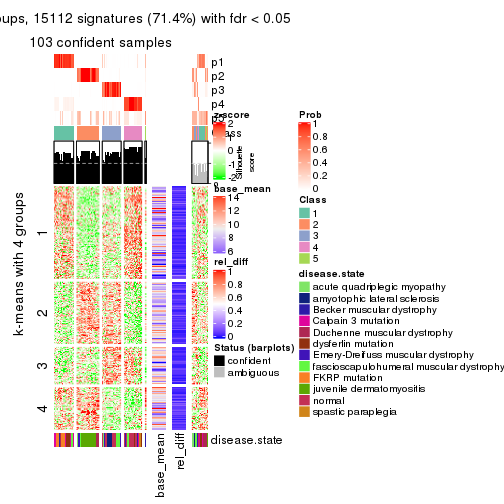 oups, 15112 signatures (71.4%) with fdr < 0.05
103 confident samples
p1
p2
p3
p4
p5
Class
Silhouette
score
k-means with 4 groups
1
2
3
4
base_mean
rel_diff
disease.state
z-score
2
1
0
-1
-2
base_mean
14
12
10
8
6
rel_diff
1
0.8
0.6
0.4
0.2
0
Status (barplots)
confident
ambiguous
Prob
1
0.8
0.6
0.4
0.2
0
Class
1
2
3
4
5
disease.state
acute quadriplegic myopathy
amyotophic lateral sclerosis
Becker muscular dystrophy
Calpain 3 mutation
Duchenne muscular dystrophy
dysferlin mutation
Emery-Dreifuss muscular dystrophy
fascioscapulohumeral muscular dystrophy
FKRP mutation
juvenile dermatomyositis
normal
spastic paraplegia